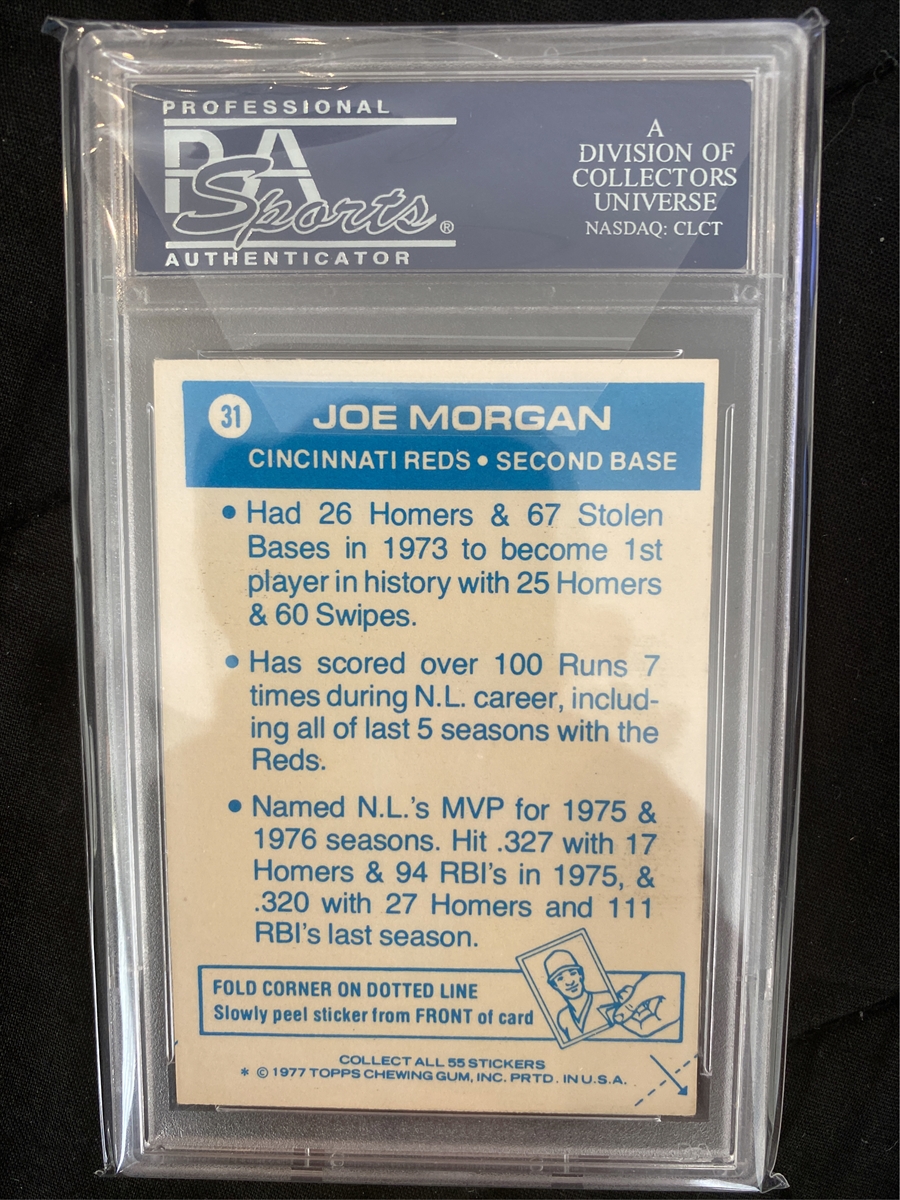 PROFESSIONAL
PSA
Sports®
AUTHENTICATOR
A
DIVISION OF
COLLECTORS
UNIVERSE
NASDAQ: CLCT
31
JOE MORGAN
CINCINNATI REDS • SECOND BASE
• Had 26 Homers & 67 Stolen
Bases in 1973 to become 1st
player in history with 25 Homers
& 60 Swipes.
• Has scored over 100 Runs 7
times during N.L. career, includ-
ing all of last 5 seasons with the
Reds.
• Named N.L.'s MVP for 1975 &
1976 seasons. Hit .327 with 17
Homers & 94 RBI's in 1975, &
.320 with 27 Homers and 111
RBI's last season.
FOLD CORNER ON DOTTED LINE
Slowly peel sticker from FRONT of card
COLLECT ALL 55 STICKERS
* © 1977 TOPPS CHEWING GUM, INC. PRTD. IN U.S.A.